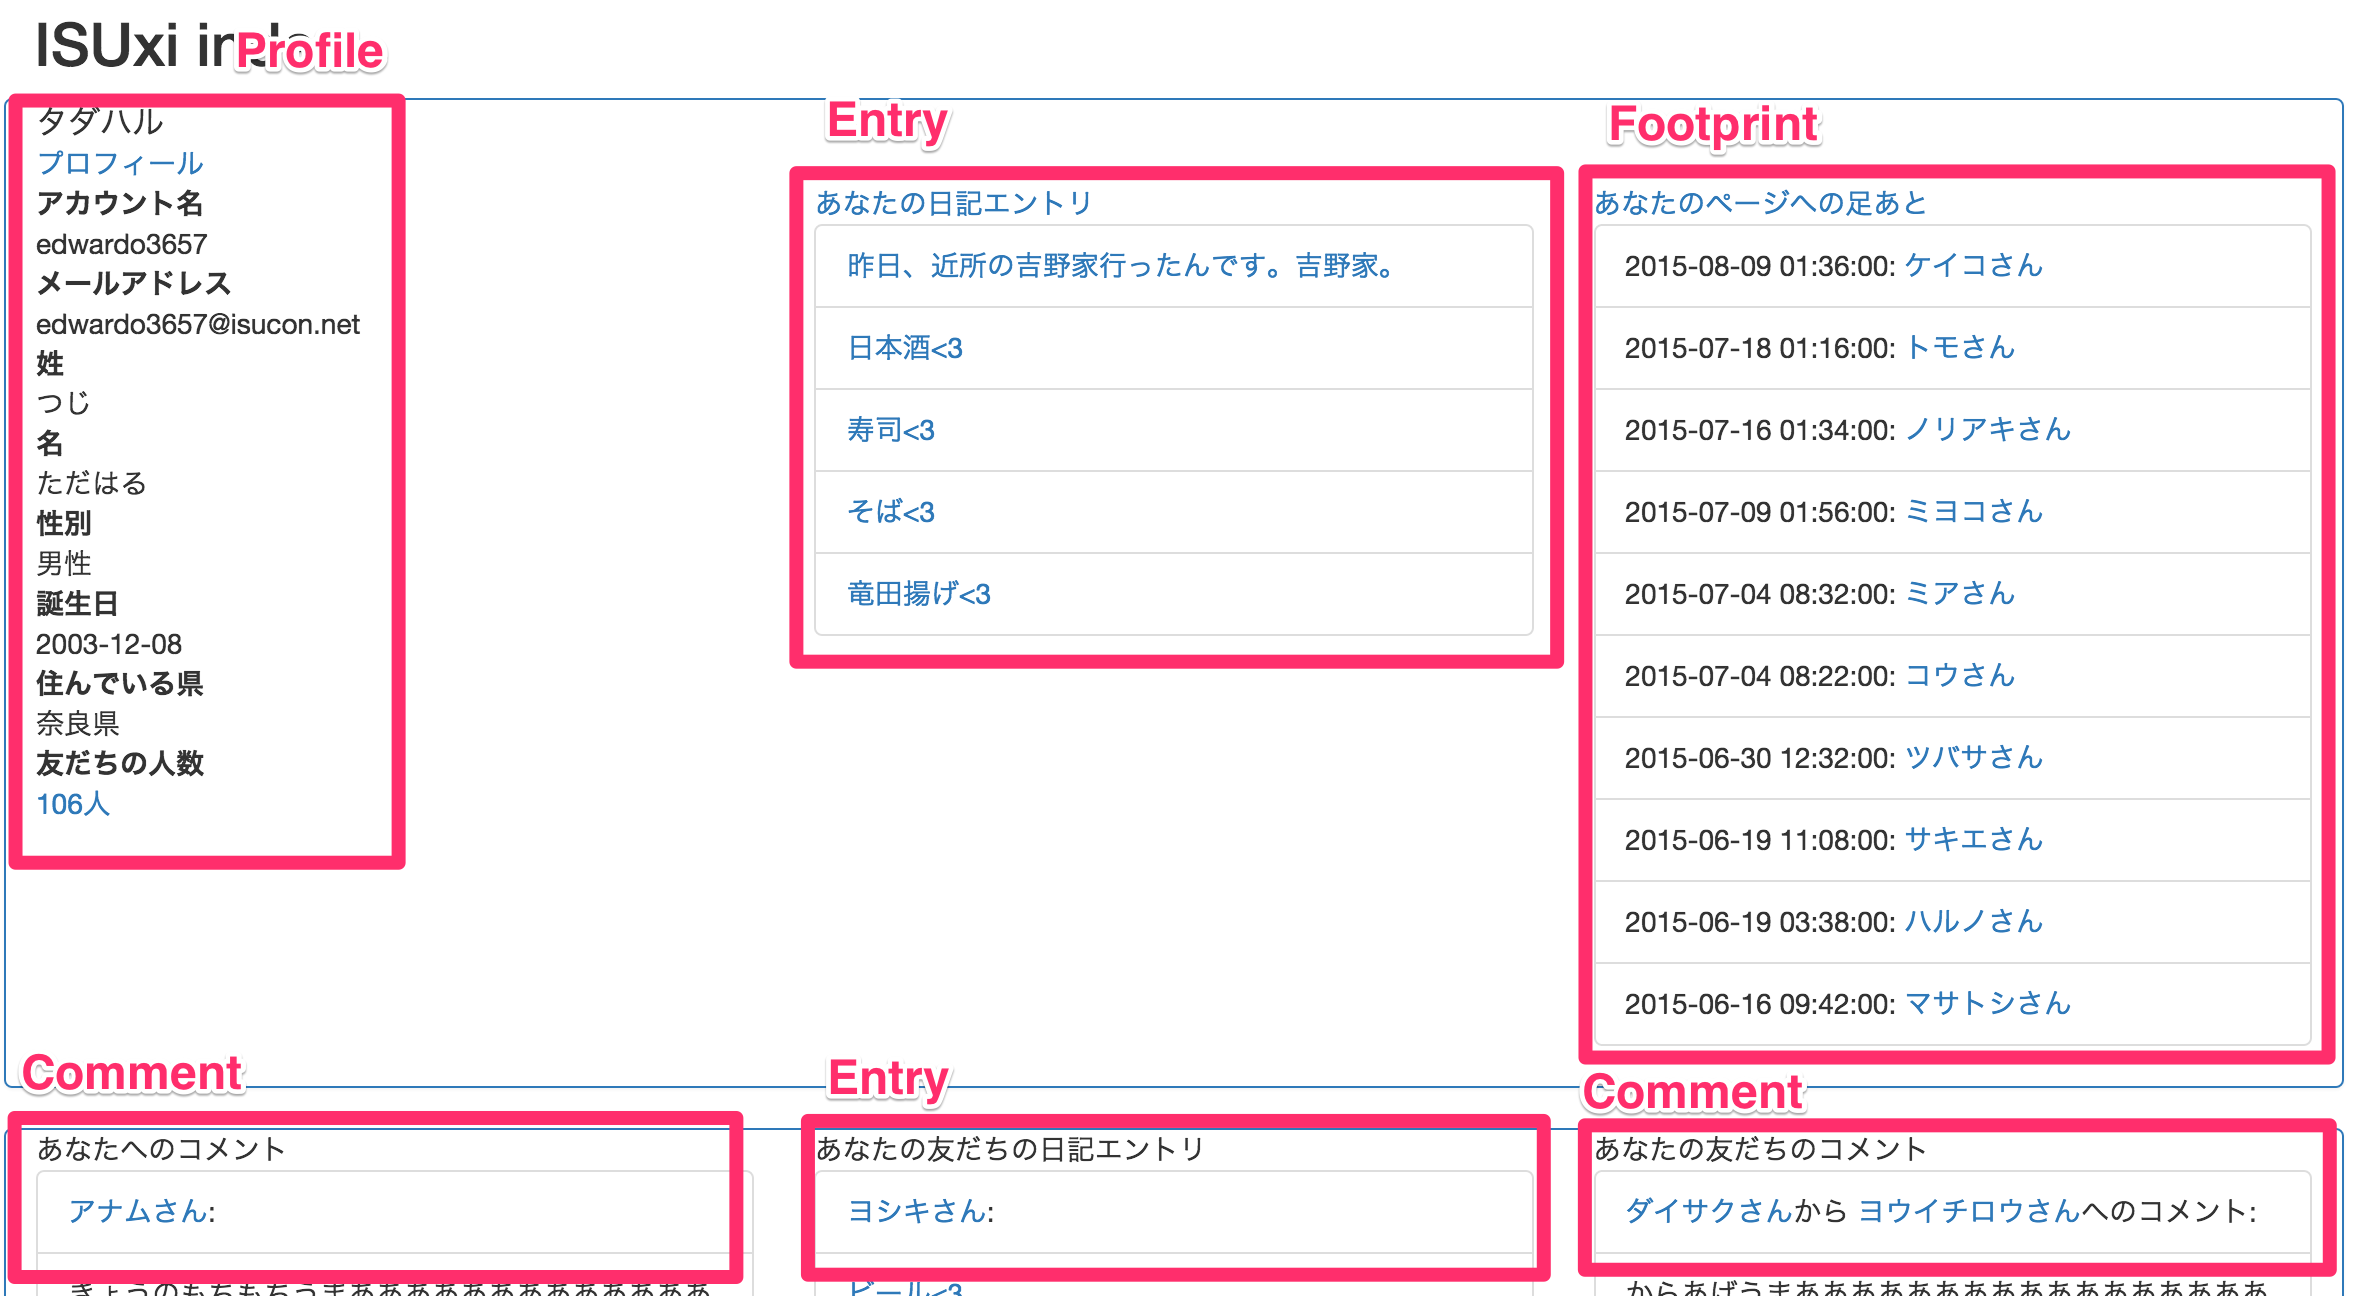 ISUxi
Profile
タダハル
プロフィール
アカウント名
edwardo3657
メールアドレス
edwardo3657@isucon.net
姓
つじ
名
ただはる
性別
男性
誕生日
2003-12-08
住んでいる県
奈良県
友だちの人数
106人
Entry
あなたの日記エントリ
昨日、近所の吉野家行ったんです。吉野家。
日本酒<3
寿司<3
そば<3
竜田揚げ<3
Footprint
あなたのページへの足あと
2015-08-09 01:36:00: ケイコさん
2015-07-18 01:16:00: トモさん
2015-07-16 01:34:00: ノリアキさん
2015-07-09 01:56:00: ミヨコさん
2015-07-04 08:32:00: ミアさん
2015-07-04 08:22:00: コウさん
2015-06-30 12:32:00: ツバサさん
2015-06-19 11:08:00: サキエさん
2015-06-19 03:38:00: ハルノさん
2015-06-16 09:42:00: マサトシさん
Comment
あなたへのコメント
アナムさん:
Entry
あなたの友だちの日記エントリ
ヨシキさん:
ビール<3
Comment
あなたの友だちのコメント
ダイサクさんから ヨウイチロウさんへのコメント: